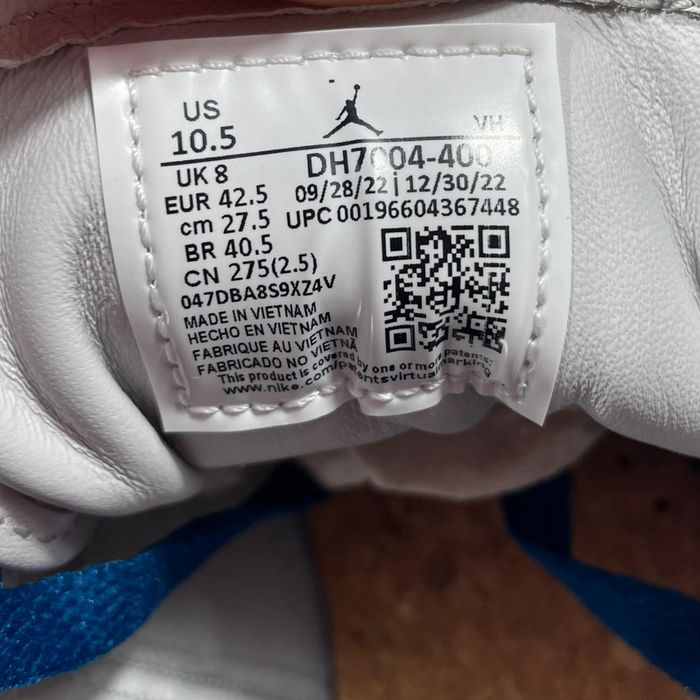 US
10.5
VH
UK 8
DH7004-400
EUR 42.5
09/28/22 | 12/30/22
cm 27.5
UPC 00196604367448
BR 40.5
CN 275(2.5)
047DBA8S9XZ4V
MADE IN VIETNAM
HECHO EN VIETNAM
FABRIQUE AU VIETNAM
FABRICADO NO VIETNÃ
This product is covered by one or more patents:
www.nike.com/patentsvirtualmarking